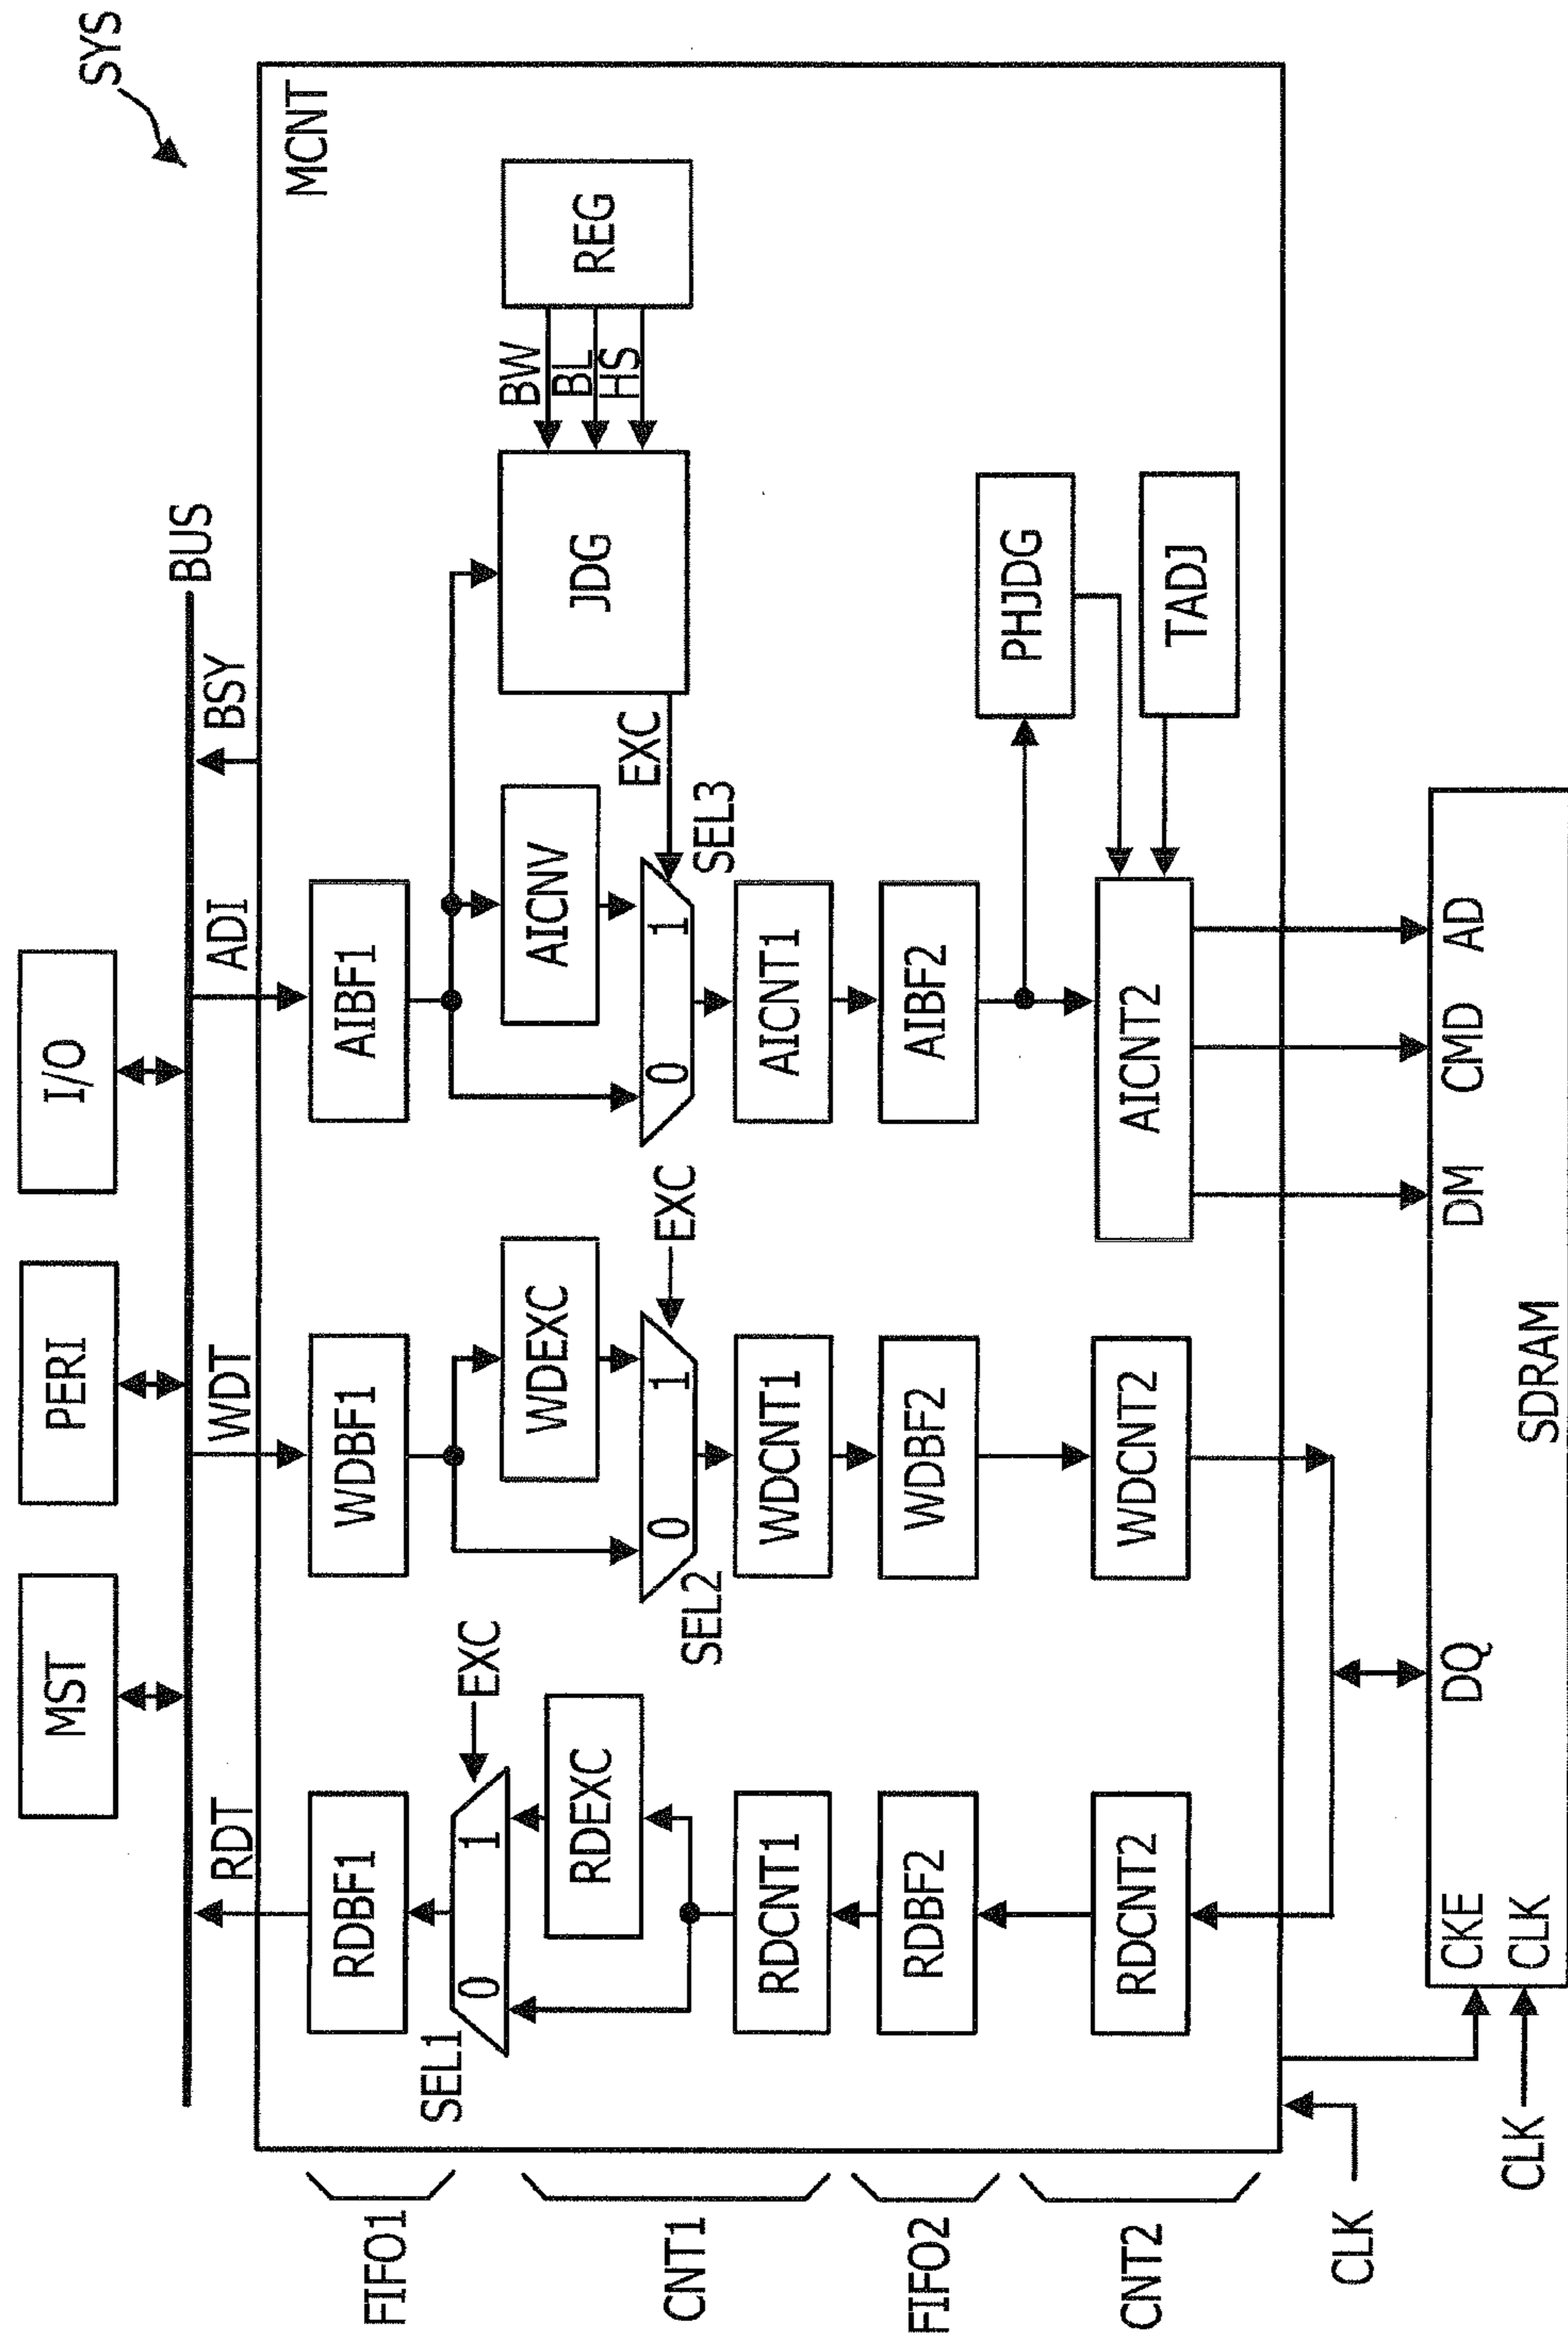 SYS
MST
PERI
I/O
BUS
RDT
WDT
ADI
BSY
MCNT
FIFO1
RDBF1
WDBF1
AIBF1
SEL1
0 1
EXC
RDEXC
WDEXC
AICNV
JDG
BW
BL
HS
REG
CNT1
SEL2
0 1
EXC
0 1
EXC
SEL3
RDCNT1
WDCNT1
AICNT1
FIFO2
RDBF2
WDBF2
AIBF2
PHJDG
CNT2
RDCNT2
WDCNT2
AICNT2
TADJ
CLK
CKE
DQ
DM
CMD
AD
CLK
CLK
SDRAM